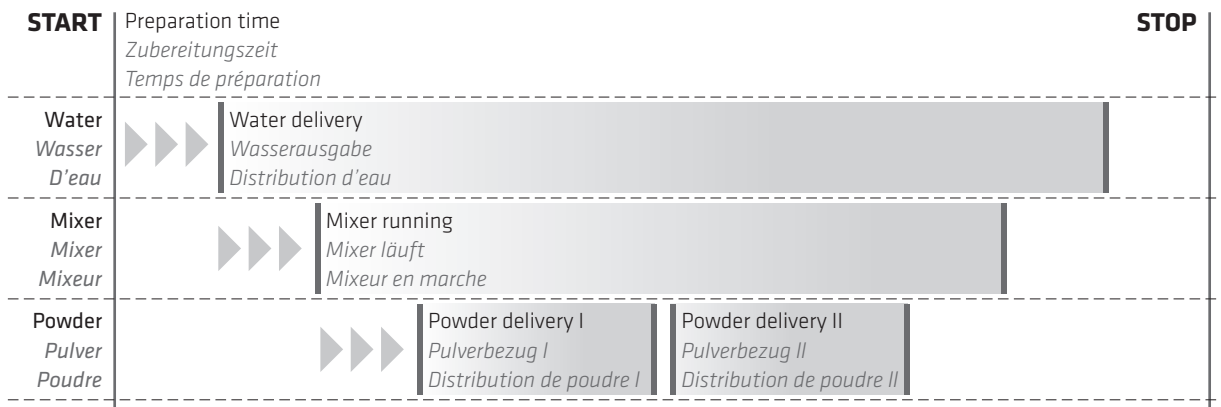 START
Preparation time
STOP
Zubereitungszeit
Temps de préparation
Water
Water delivery
Wasser
Wasserausgabe
D'eau
Distribution d'eau
Mixer
Mixer running
Mixer
Mixer läuft
Mixeur
Mixeur en marche
Powder
Powder delivery I
Powder delivery II
Pulver
Pulverbezug I
Pulverbezug II
Poudre
Distribution de poudre I
Distribution de poudre II